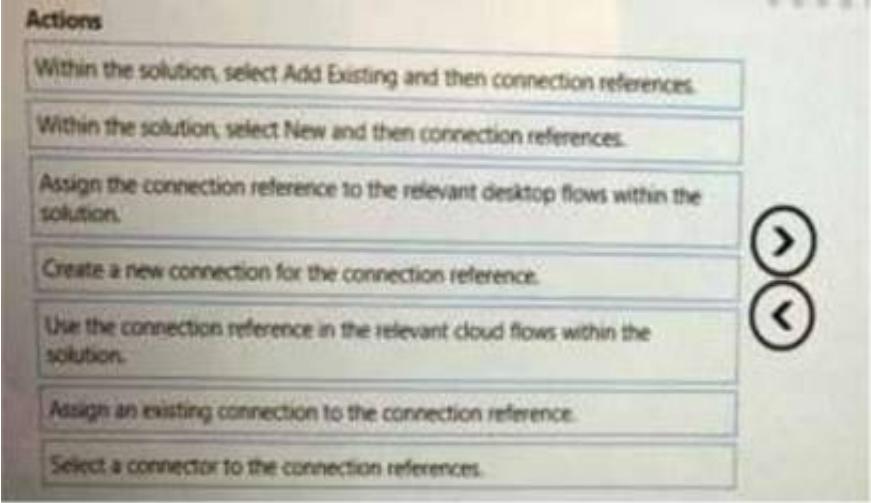 Actions
Within the solution, select Add Existing and then connection references.
Within the solution, select New and then connection references.
Assign the connection reference to the relevant desktop flows within the
solution.
Create a new connection for the connection reference.
Use the connection reference in the relevant cloud flows within the
solution.
Assign an existing connection to the connection reference.
Select a connector to the connection references.